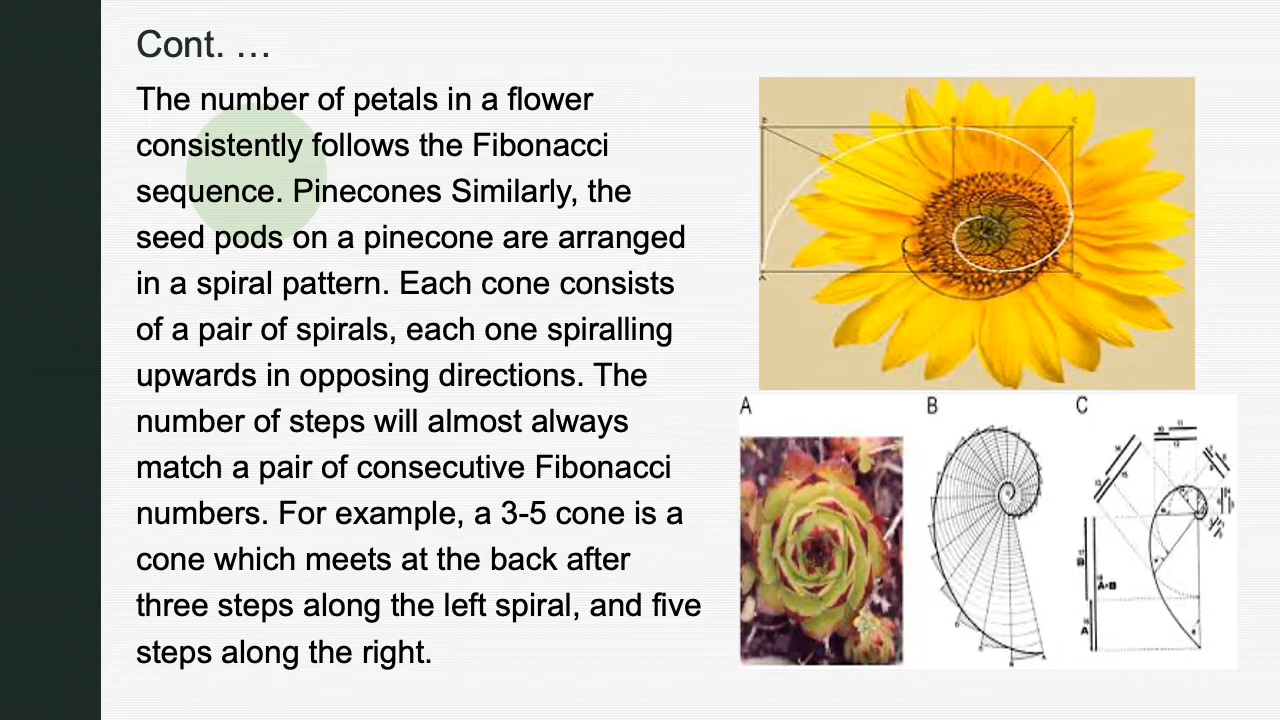 Cont. …
The number of petals in a flower
consistently follows the Fibonacci
sequence. Pinecones Similarly, the
seed pods on a pinecone are arranged
in a spiral pattern. Each cone consists
of a pair of spirals, each one spiralling
upwards in opposing directions. The
number of steps will almost always
match a pair of consecutive Fibonacci
numbers. For example, a 3-5 cone is a
cone which meets at the back after
three steps along the left spiral, and five
steps along the right.
A B C
A+B
B
A